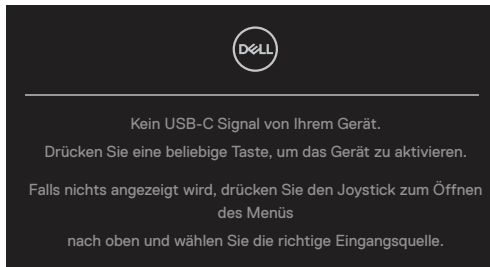 DELL
Kein USB-C Signal von Ihrem Gerät.
Drücken Sie eine beliebige Taste, um das Gerät zu aktivieren.
Falls nichts angezeigt wird, drücken Sie den Joystick zum Öffnen
des Menüs
nach oben und wählen Sie die richtige Eingangsquelle.